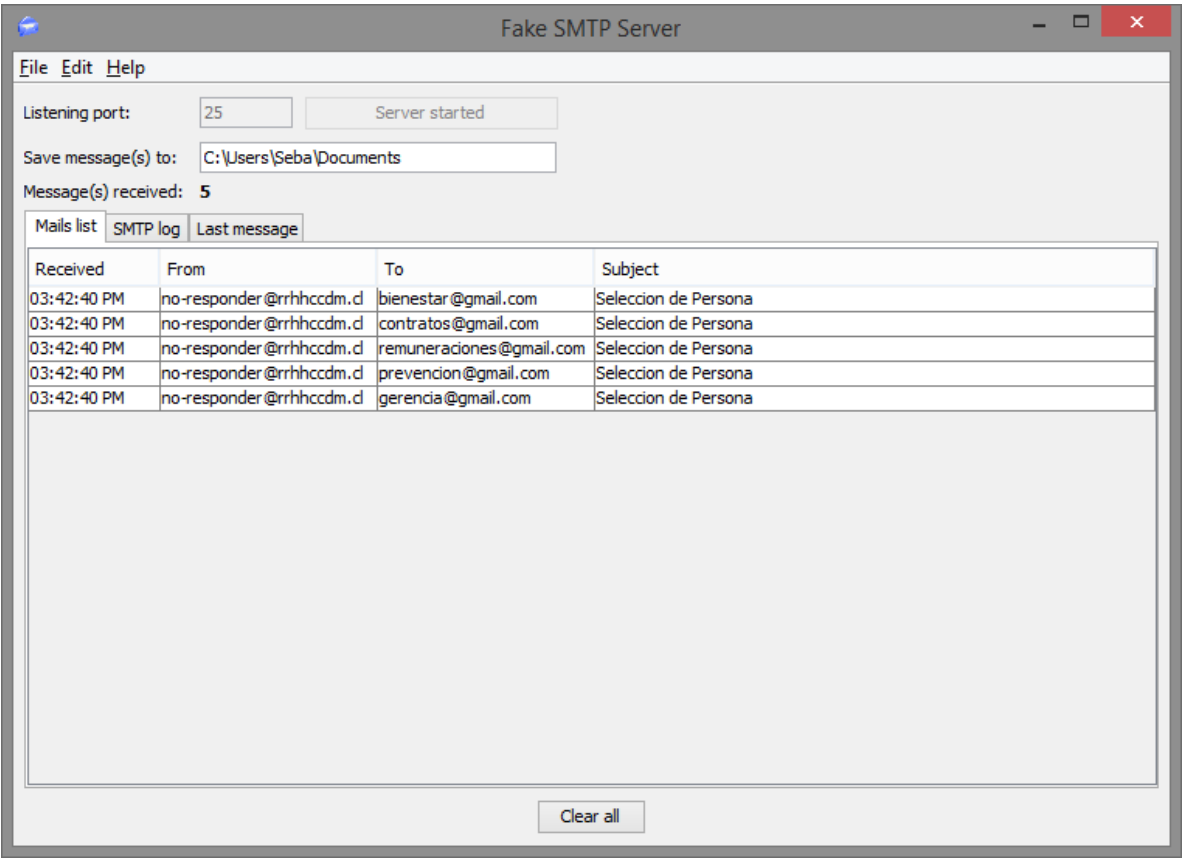 Fake SMTP Server
File Edit Help
Listening port: 25 Server started
Save message(s) to: C:\Users\Seba\Documents
Message(s) received: 5
Mails list SMTP log Last message
Received From To Subject
03:42:40 PM no-responder@rrhhccdm.cl bienestar@gmail.com Seleccion de Persona
03:42:40 PM no-responder@rrhhccdm.cl contratos@gmail.com Seleccion de Persona
03:42:40 PM no-responder@rrhhccdm.cl remuneraciones@gmail.com Seleccion de Persona
03:42:40 PM no-responder@rrhhccdm.cl prevencion@gmail.com Seleccion de Persona
03:42:40 PM no-responder@rrhhccdm.cl gerencia@gmail.com Seleccion de Persona
Clear all